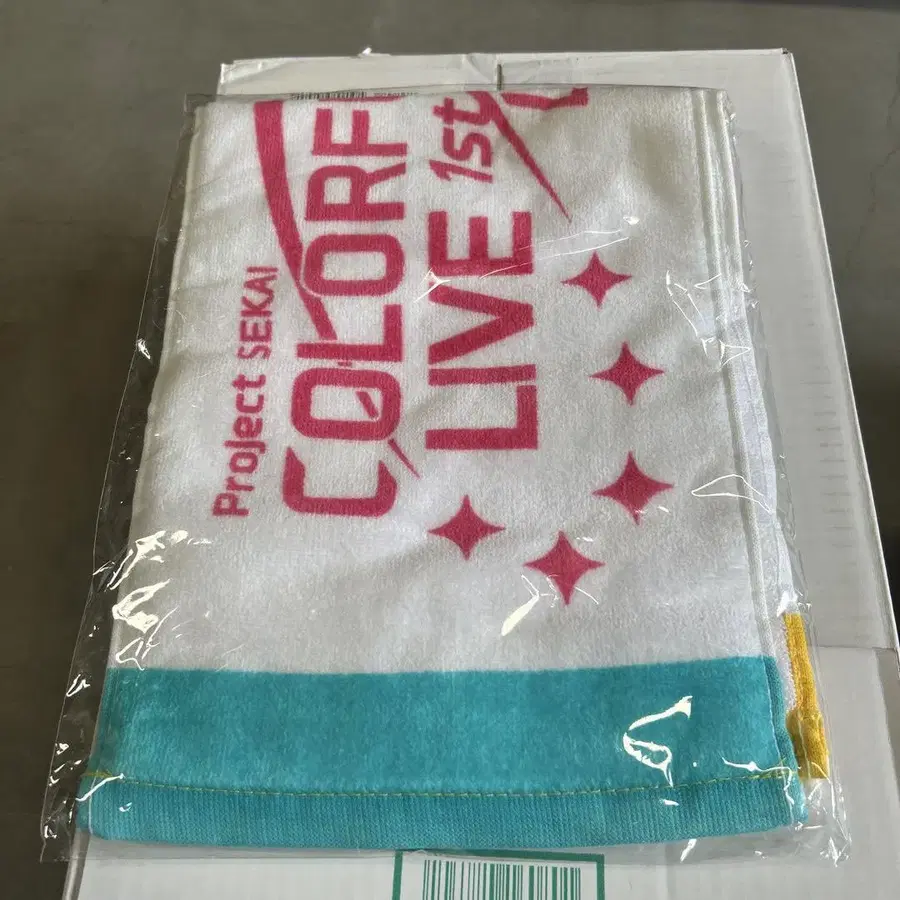 Project SEKAI
COLORF
LIVE 1st